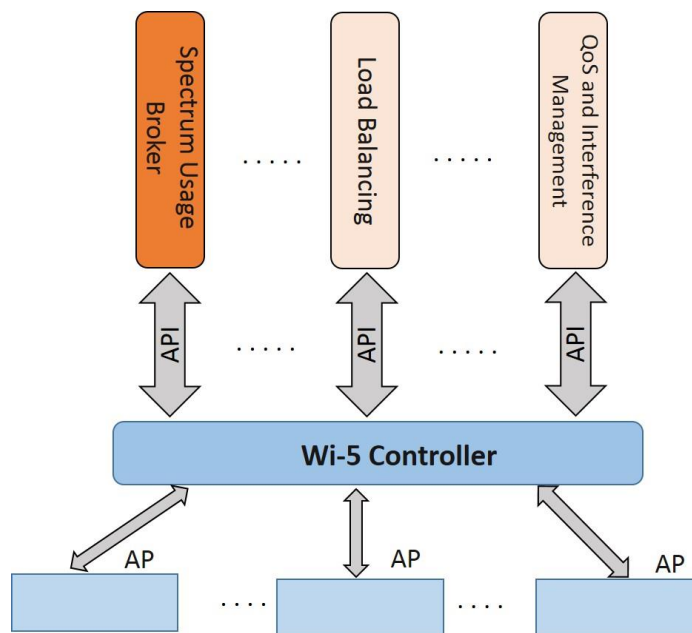 Spectrum Usage
Broker
. . . . .
Load Balancing
. . . . .
QoS and Interference
Management
API
. . . . .
API
. . . . .
API
Wi-5 Controller
AP
AP
AP
. . . .
. . . .